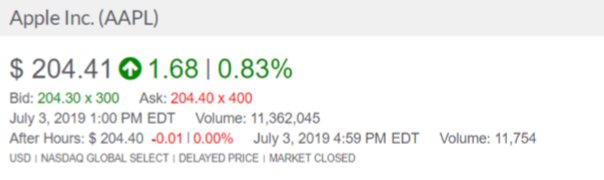 Apple Inc. (AAPL)
$ 204.41 1.68 | 0.83%
Bid: 204.30 x 300 Ask: 204.40 x 400
July 3, 2019 1:00 PM EDT Volume: 11,362,045
After Hours: $ 204.40 -0.01 | 0.00% July 3, 2019 4:59 PM EDT Volume: 11,754
USD | NASDAQ GLOBAL SELECT | DELAYED PRICE | MARKET CLOSED